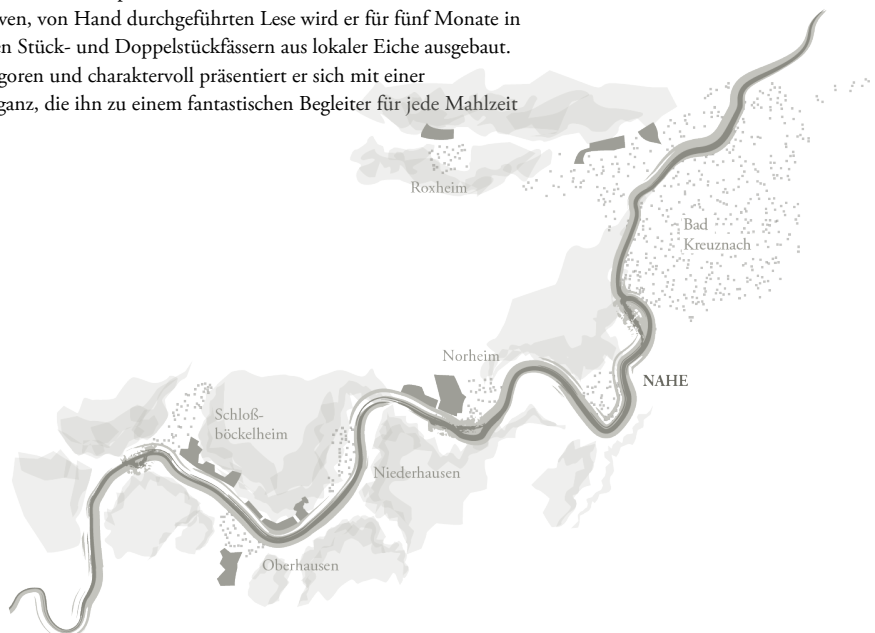 ven, von Hand durchgeführten Lese wird er für fünf Monate in
en Stück- und Doppelstückfässern aus lokaler Eiche ausgebaut.
goren und charaktervoll präsentiert er sich mit einer
ganz, die ihn zu einem fantastischen Begleiter für jede Mahlzeit
Roxheim
Bad
Kreuznach
Norheim
NAHE
Schloß-
böckelheim
Niederhausen
Oberhausen